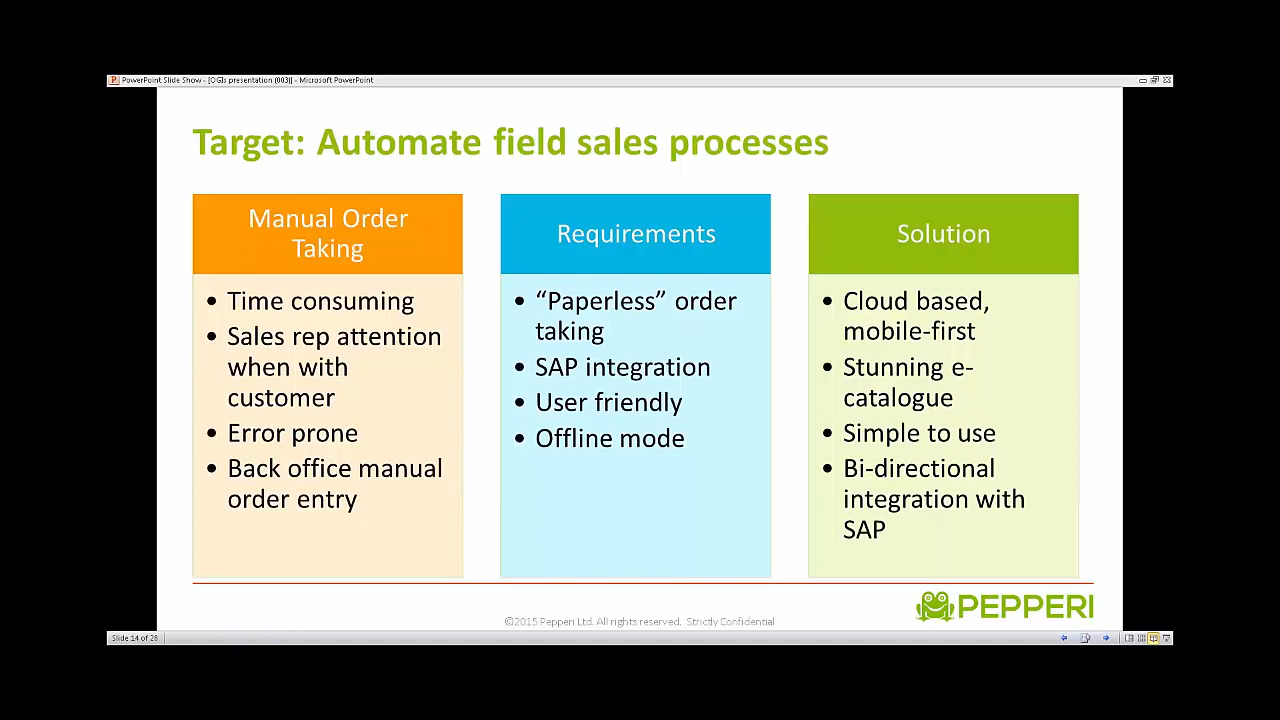 PowerPoint Slide Show - [OGIs presentation (003)] - Microsoft PowerPoint
Target: Automate field sales processes
Manual Order
Taking
• Time consuming
• Sales rep attention
when with
customer
• Error prone
• Back office manual
order entry
Requirements
• “Paperless” order
taking
• SAP integration
• User friendly
• Offline mode
Solution
• Cloud based,
mobile-first
• Stunning e-
catalogue
• Simple to use
• Bi-directional
integration with
SAP
PEPPERI
©2015 Pepperi Ltd. All rights reserved. Strictly Confidential
Slide 14 of 28